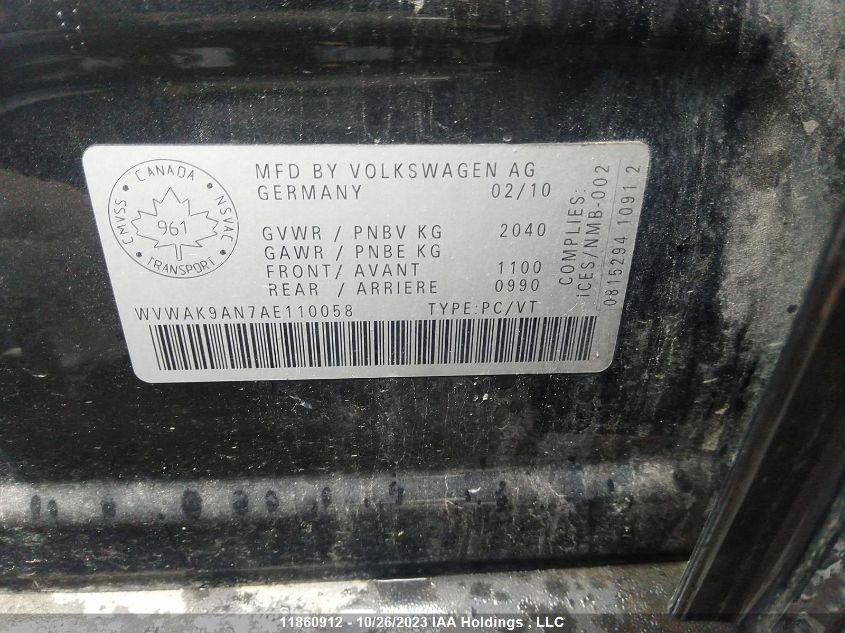 CANADA
CMVSS
NSVAC
961
TRANSPORT
MFD BY VOLKSWAGEN AG
GERMANY 02/10
GVWR / PNBV KG 2040
GAWR / PNBE KG
FRONT/ AVANT 1100
REAR / ARRIERE 0990
WVWAK9AN7AE110058 TYPE:PC/VT
COMPLIES:
iCES/NMB-002
0815294 1091 2
11860912 - 10/26/2023 IAA Holdings , LLC